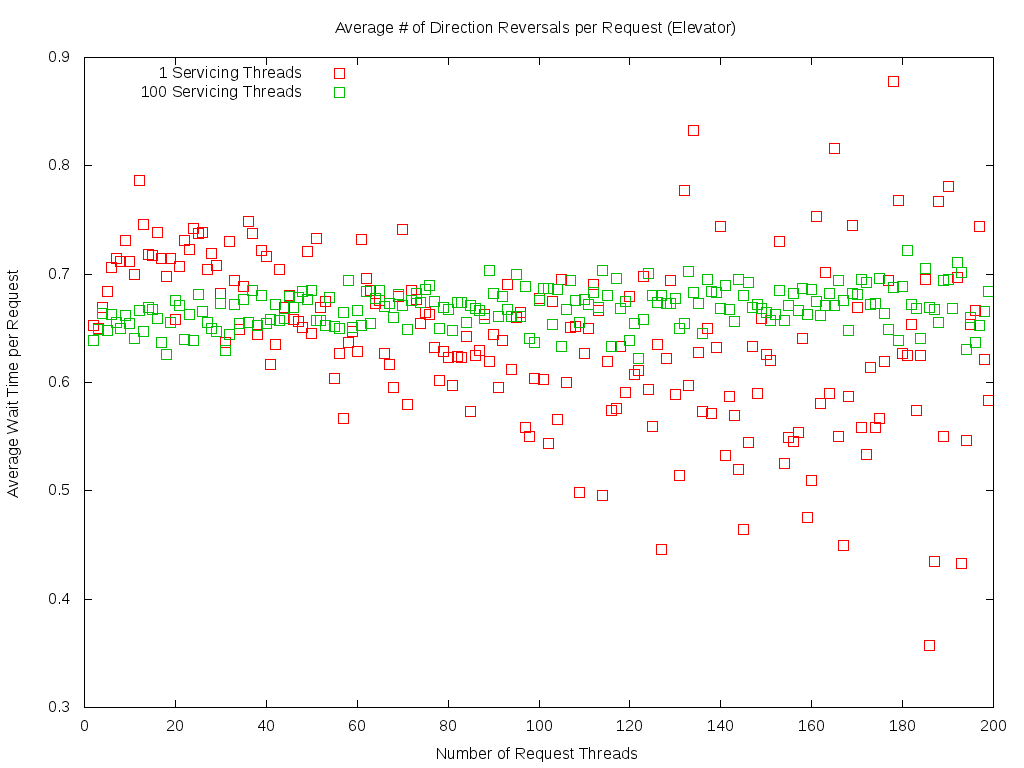 Average # of Direction Reversals per Request (Elevator)
0.9
1 Servicing Threads
100 Servicing Threads
0.8
0.7
0.6
0.5
0.4
0.3
Average Wait Time per Request
0 20 40 60 80 100 120 140 160 180 200
Number of Request Threads